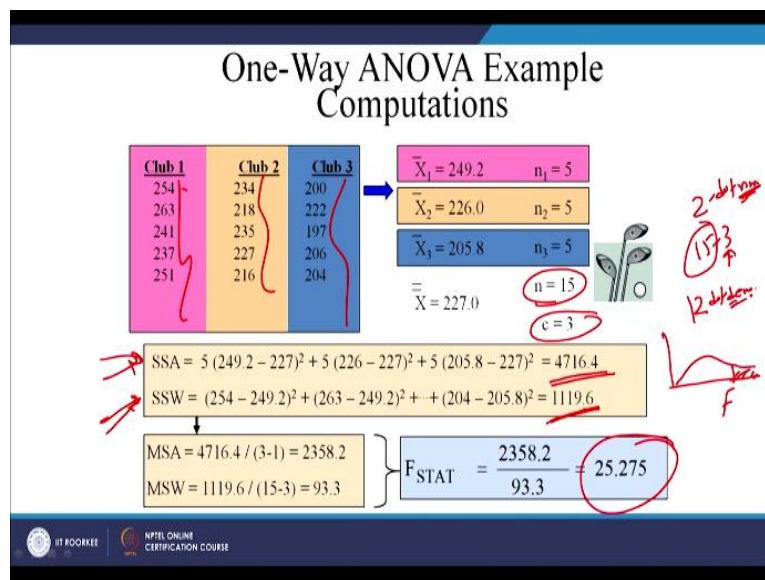 One-Way ANOVA Example
Computations
Club 1 Club 2 Club 3
254 234 200
263 218 222
241 235 197
237 227 206
251 216 204
X̄₁ = 249.2 n₁ = 5
X̄₂ = 226.0 n₂ = 5
X̄₃ = 205.8 n₃ = 5
X̿ = 227.0
n = 15
c = 3
2
15-3
12
F
SSA = 5 (249.2 – 227)² + 5 (226 – 227)² + 5 (205.8 – 227)² = 4716.4
SSW = (254 – 249.2)² + (263 – 249.2)² +···+ (204 – 205.8)² = 1119.6
MSA = 4716.4 / (3-1) = 2358.2
MSW = 1119.6 / (15-3) = 93.3
F_STAT = 2358.2 / 93.3 = 25.275
IIT ROORKEE
NPTEL ONLINE
CERTIFICATION COURSE